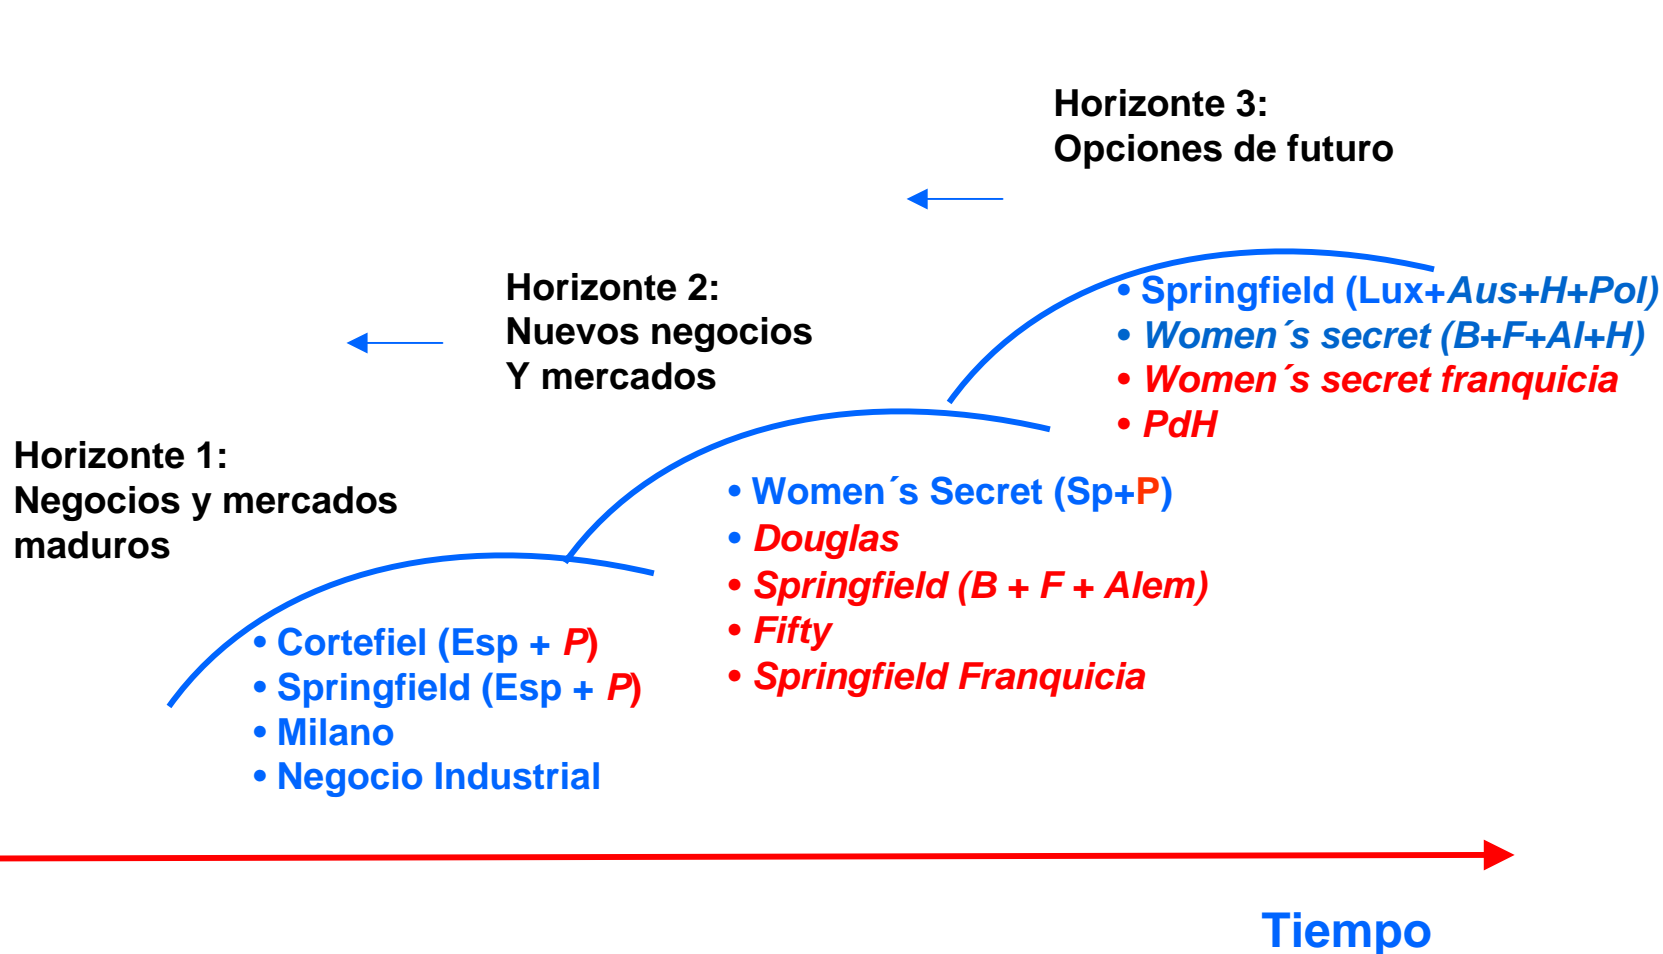 Horizonte 3:
Opciones de futuro
• Springfield (Lux+Aus+H+Pol)
• Women´s secret (B+F+Al+H)
• Women´s secret franquicia
• PdH
Horizonte 2:
Nuevos negocios
Y mercados
• Women´s Secret (Sp+P)
• Douglas
• Springfield (B + F + Alem)
• Fifty
• Springfield Franquicia
Horizonte 1:
Negocios y mercados
maduros
• Cortefiel (Esp + P)
• Springfield (Esp + P)
• Milano
• Negocio Industrial
Tiempo